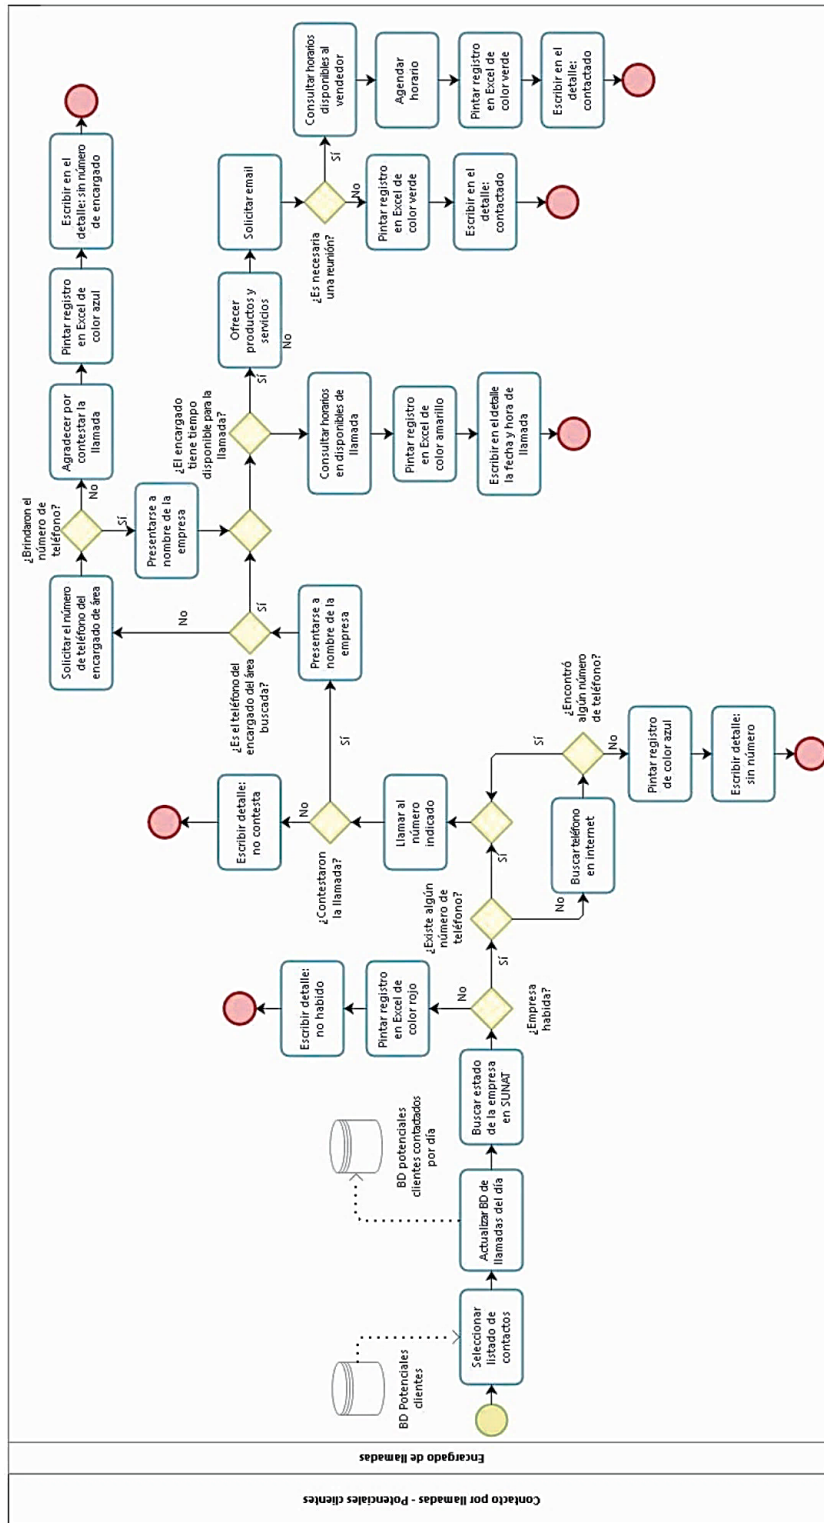 Contacto por llamadas - Potenciales clientes
Encargado de llamadas
BD Potenciales
clientes
Seleccionar
listado de
contactos
Actualizar BD de
llamadas del día
BD potenciales
clientes contactados
por día
Buscar estado
de la empresa
en SUNAT
¿Empresa
habida?
No
Pintar registro
en Excel de
color rojo
Escribir detalle:
no habido
Sí
¿Existe algún
número de
teléfono?
No
Buscar teléfono
en internet
¿Encontró
algún número
de teléfono?
No
Pintar registro
de color azul
Escribir detalle:
sin número
Sí
Sí
Llamar al
número
indicado
¿Contestaron
la llamada?
No
Escribir detalle:
no contesta
Sí
Presentarse a
nombre de la
empresa
¿Es el teléfono del
encargado del área
buscada?
No
Solicitar el número
de teléfono del
encargado de área
¿Brindaron el
número de
teléfono?
No
Agradecer por
contestar la
llamada
Pintar registro
en Excel de
color azul
Escribir en el
detalle: sin número
de encargado
Sí
Presentarse a
nombre de la
empresa
Sí
¿El encargado
tiene tiempo
disponible para la
llamada?
Sí
No
Consultar horarios
en disponibles de
llamada
Pintar registro
en Excel de
color amarillo
Escribir en el detalle
la fecha y hora de
llamada
Ofrecer
productos y
servicios
Solicitar email
¿Es necesaria
una reunión?
No
Pintar registro
en Excel de
color verde
Escribir en el
detalle:
contactado
Sí
Consultar horarios
disponibles al
vendedor
Agendar
horario
Pintar registro
en Excel de
color verde
Escribir en el
detalle:
contactado